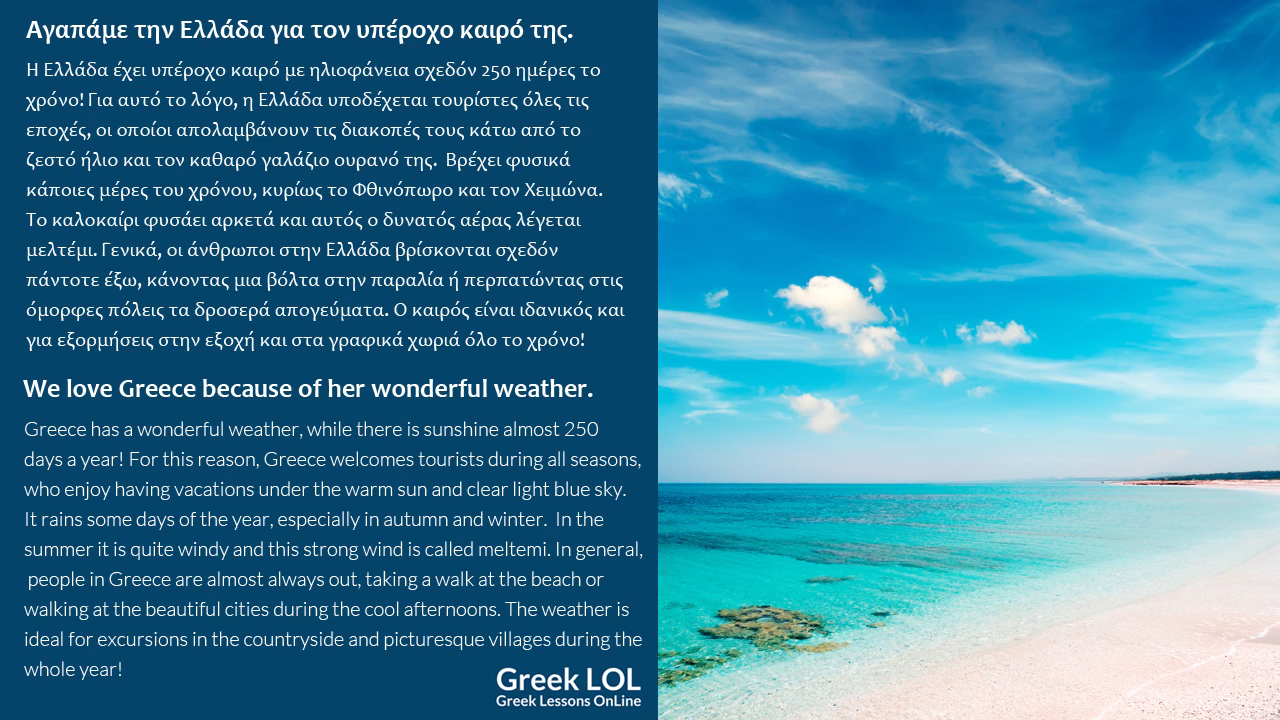 Αγαπάμε την Ελλάδα για τον υπέροχο καιρό της.
Η Ελλάδα έχει υπέροχο καιρό με ηλιοφάνεια σχεδόν 250 ημέρες το
χρόνο! Για αυτό το λόγο, η Ελλάδα υποδέχεται τουρίστες όλες τις
εποχές, οι οποίοι απολαμβάνουν τις διακοπές τους κάτω από το
ζεστό ήλιο και τον καθαρό γαλάζιο ουρανό της.  Βρέχει φυσικά
κάποιες μέρες του χρόνου, κυρίως το Φθινόπωρο και τον Χειμώνα.
Το καλοκαίρι φυσάει αρκετά και αυτός ο δυνατός αέρας λέγεται
μελτέμι. Γενικά, οι άνθρωποι στην Ελλάδα βρίσκονται σχεδόν
πάντοτε έξω, κάνοντας μια βόλτα στην παραλία ή περπατώντας στις
όμορφες πόλεις τα δροσερά απογεύματα. Ο καιρός είναι ιδανικός και
για εξορμήσεις στην εξοχή και στα γραφικά χωριά όλο το χρόνο!
We love Greece because of her wonderful weather.
Greece has a wonderful weather, while there is sunshine almost 250
days a year! For this reason, Greece welcomes tourists during all seasons,
who enjoy having vacations under the warm sun and clear light blue sky.
It rains some days of the year, especially in autumn and winter.  In the
summer it is quite windy and this strong wind is called meltemi. In general,
people in Greece are almost always out, taking a walk at the beach or
walking at the beautiful cities during the cool afternoons. The weather is
ideal for excursions in the countryside and picturesque villages during the
whole year!
Greek LOL
Greek Lessons OnLine